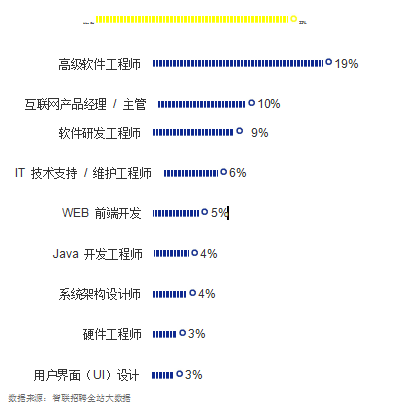 高级软件工程师 19%
互联网产品经理 / 主管 10%
软件研发工程师 9%
IT 技术支持 / 维护工程师 6%
WEB 前端开发 5%
Java 开发工程师 4%
系统架构设计师 4%
硬件工程师 3%
用户界面（UI）设计 3%
数据来源：智联招聘全站大数据